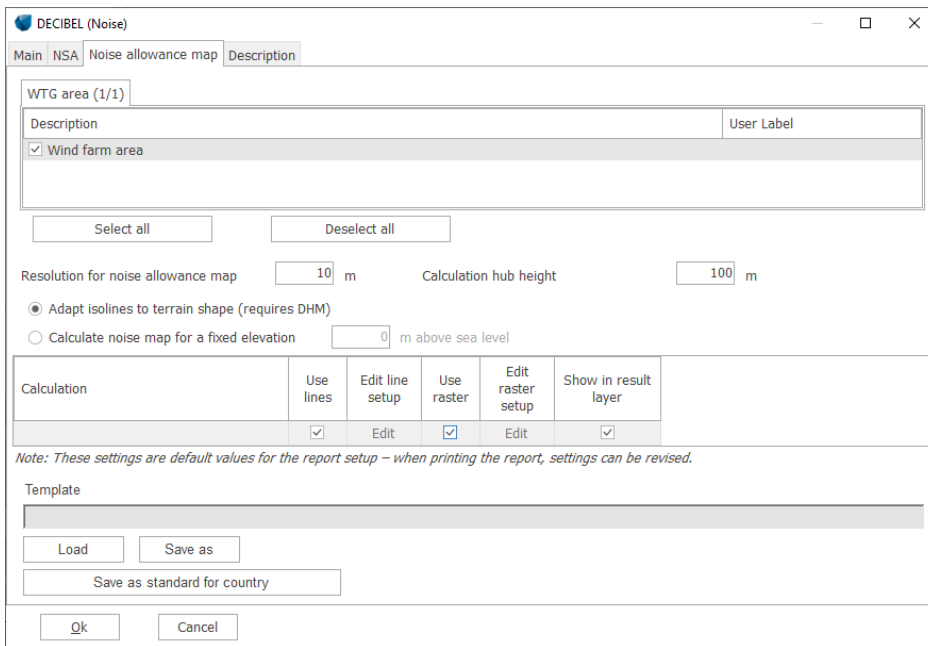 DECIBEL (Noise)
Main NSA Noise allowance map Description
WTG area (1/1)
Description User Label
Wind farm area
Select all Deselect all
Resolution for noise allowance map 10 m Calculation hub height 100 m
Adapt isolines to terrain shape (requires DHM)
Calculate noise map for a fixed elevation 0 m above sea level
Calculation Use lines Edit line setup Use raster Edit raster setup Show in result layer
Edit Edit
Note: These settings are default values for the report setup – when printing the report, settings can be revised.
Template
Load Save as
Save as standard for country
Ok Cancel